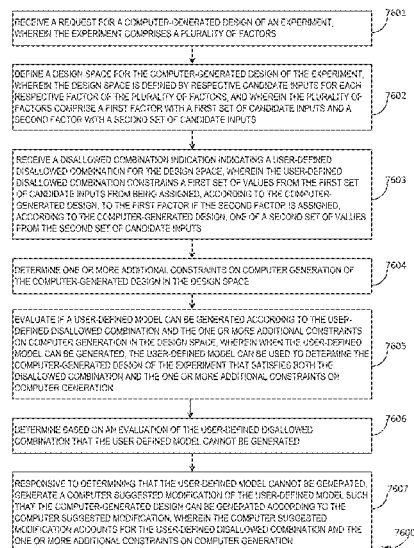 RECEIVE A REQUEST FOR A COMPUTER-GENERATED DESIGN OF AN EXPERIMENT,
WHEREIN THE EXPERIMENT COMPRISES A PLURALITY OF FACTORS
7601
DEFINE A DESIGN SPACE FOR THE COMPUTER-GENERATED DESIGN OF THE EXPERIMENT,
WHEREIN THE DESIGN SPACE IS DEFINED BY RESPECTIVE CANDIDATE INPUTS FOR EACH
RESPECTIVE FACTOR OF THE PLURALITY OF FACTORS, AND WHEREIN THE PLURALITY OF
FACTORS COMPRISE A FIRST FACTOR WITH A FIRST SET OF CANDIDATE INPUTS AND A
SECOND FACTOR WITH A SECOND SET OF CANDIDATE INPUTS
7602
RECEIVE A DISALLOWED COMBINATION INDICATION INDICATING A USER-DEFINED
DISALLOWED COMBINATION FOR THE DESIGN SPACE, WHEREIN THE USER-DEFINED
DISALLOWED COMBINATION CONSTRAINS A FIRST SET OF VALUES FROM THE FIRST SET
OF CANDIDATE INPUTS FROM BEING ASSIGNED, ACCORDING TO THE COMPUTER-
GENERATED DESIGN, TO THE FIRST FACTOR IF THE SECOND FACTOR IS ASSIGNED,
ACCORDING TO THE COMPUTER-GENERATED DESIGN, ONE OF A SECOND SET OF VALUES
FROM THE SECOND SET OF CANDIDATE INPUTS
7603
DETERMINE ONE OR MORE ADDITIONAL CONSTRAINTS ON COMPUTER GENERATION OF
THE COMPUTER-GENERATED DESIGN IN THE DESIGN SPACE
7604
EVALUATE IF A USER-DEFINED MODEL CAN BE GENERATED ACCORDING TO THE USER-
DEFINED DISALLOWED COMBINATION AND THE ONE OR MORE ADDITIONAL CONSTRAINTS
ON COMPUTER GENERATION IN THE DESIGN SPACE, WHEREIN WHEN THE USER-DEFINED
MODEL CAN BE GENERATED, THE USER-DEFINED MODEL CAN BE USED TO DETERMINE THE
COMPUTER-GENERATED DESIGN OF THE EXPERIMENT THAT SATISFIES BOTH THE
DISALLOWED COMBINATION AND THE ONE OR MORE ADDITIONAL CONSTRAINTS ON
COMPUTER GENERATION
7605
DETERMINE BASED ON AN EVALUATION OF THE USER-DEFINED DISALLOWED
COMBINATION THAT THE USER DEFINED MODEL CANNOT BE GENERATED
7606
RESPONSIVE TO DETERMINING THAT THE USER-DEFINED MODEL CANNOT BE GENERATED,
GENERATE A COMPUTER SUGGESTED MODIFICATION OF THE USER-DEFINED MODEL SUCH
THAT THE COMPUTER-GENERATED DESIGN CAN BE GENERATED ACCORDING TO THE
COMPUTER SUGGESTED MODIFICATION, WHEREIN THE COMPUTER SUGGESTED
MODIFICATION ACCOUNTS FOR THE USER-DEFINED DISALLOWED COMBINATION AND THE
ONE OR MORE ADDITIONAL CONSTRAINTS ON COMPUTER GENERATION
7607
7600